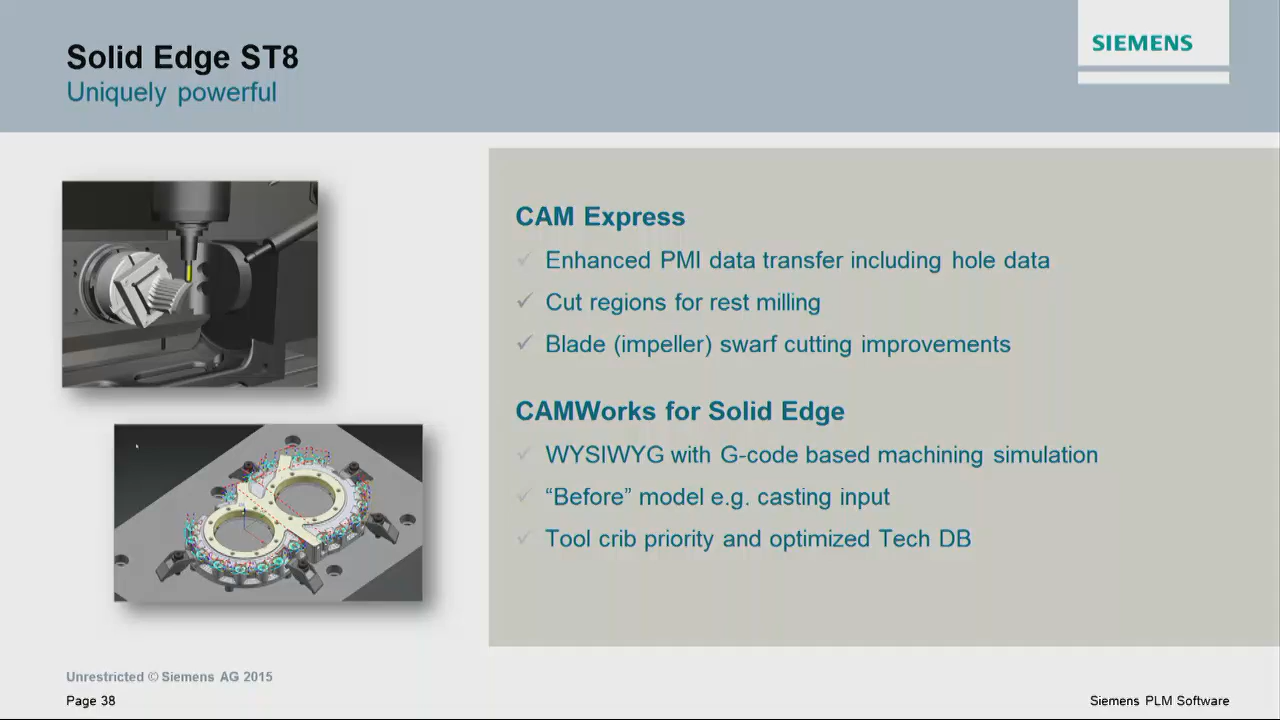 Solid Edge ST8
Uniquely powerful
SIEMENS
CAM Express
Enhanced PMI data transfer including hole data
Cut regions for rest milling
Blade (impeller) swarf cutting improvements
CAMWorks for Solid Edge
WYSIWYG with G-code based machining simulation
“Before” model e.g. casting input
Tool crib priority and optimized Tech DB
Unrestricted © Siemens AG 2015
Page 38
Siemens PLM Software